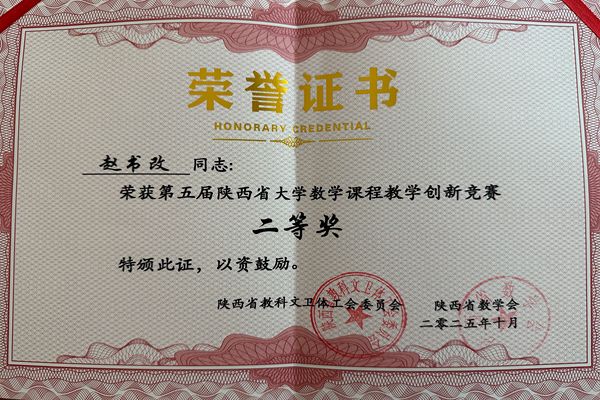 荣誉证书
HONORARY CREDENTIAL
赵书改 同志:
荣获第五届陕西省大学数学课程教学创新竞赛
二等奖
特颁此证，以资鼓励。
陕西省教科文卫体工会委员会 陕西省数学会
二零二五年十月